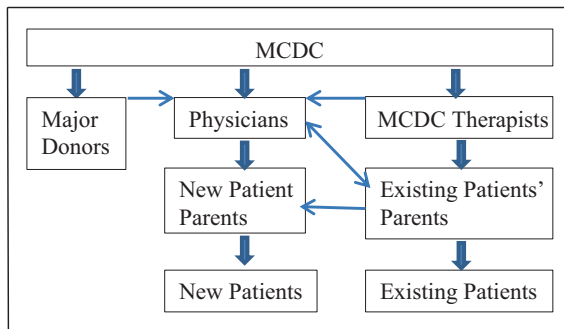 MCDC
Major
Donors
Physicians
MCDC Therapists
New Patient
Parents
Existing Patients’
Parents
New Patients
Existing Patients